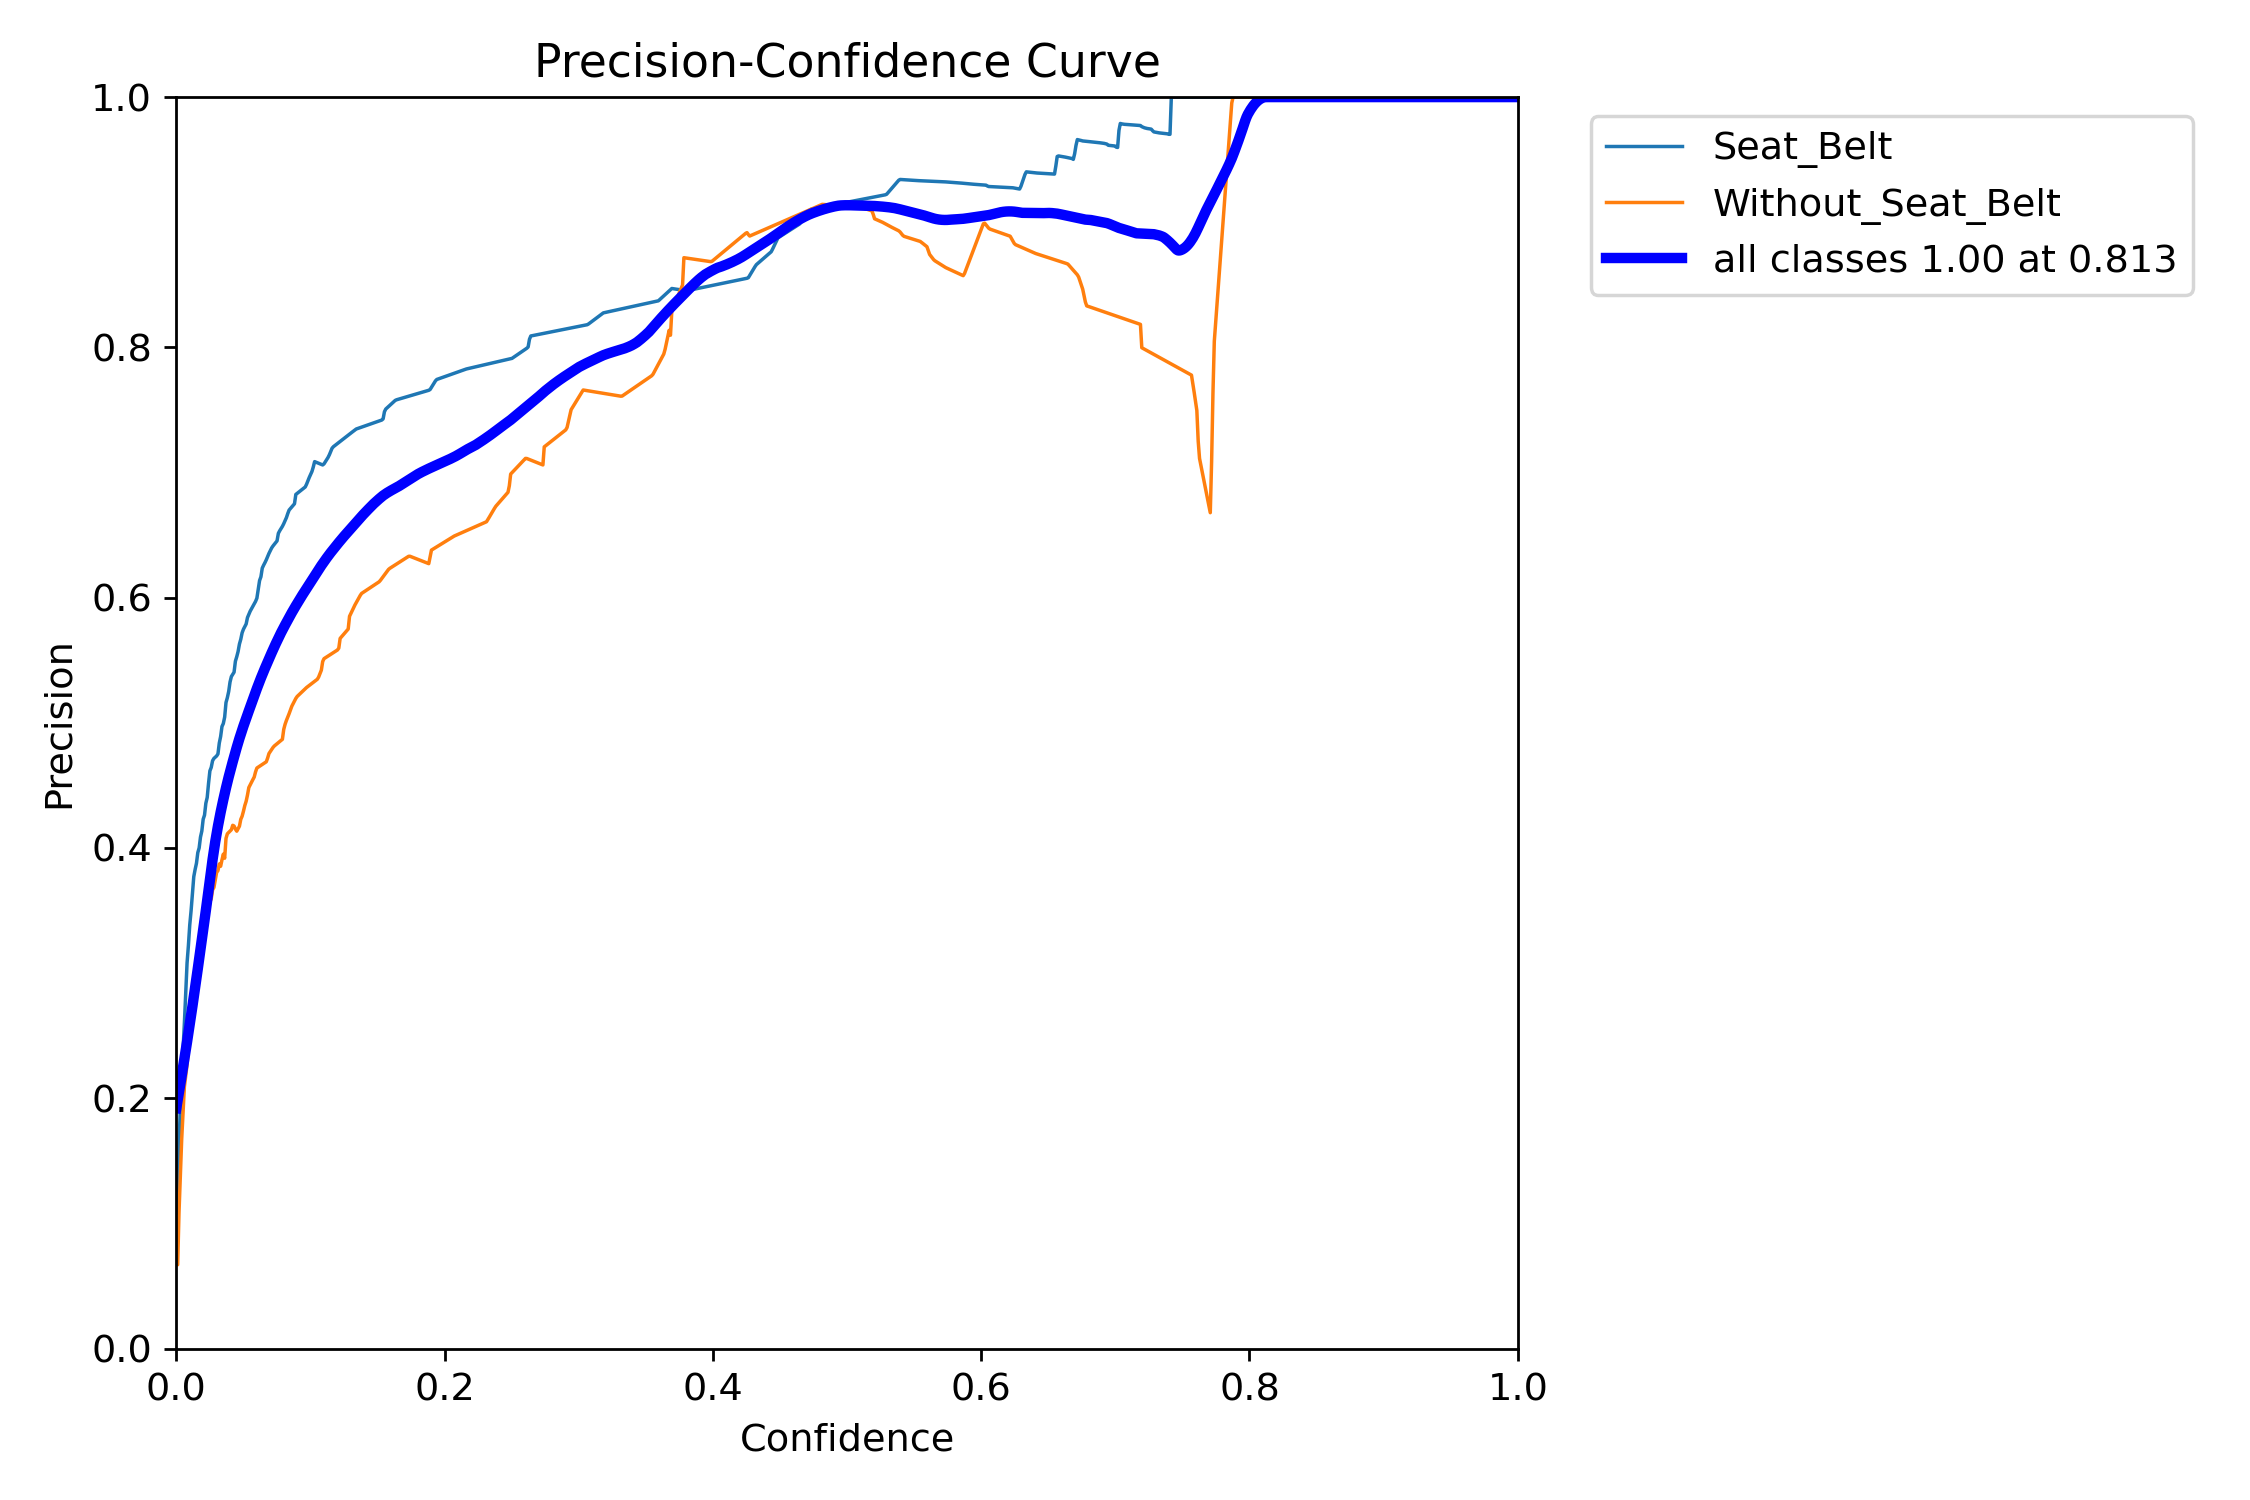 Precision-Confidence Curve
1.0
0.8
0.6
0.4
0.2
0.0
Precision
0.0 0.2 0.4 0.6 0.8 1.0
Confidence
Seat_Belt
Without_Seat_Belt
all classes 1.00 at 0.813